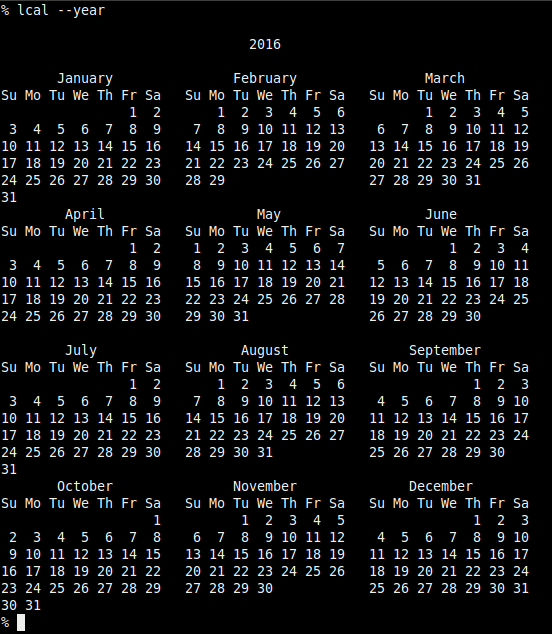 % lcal --year
2016
January February March
Su Mo Tu We Th Fr Sa Su Mo Tu We Th Fr Sa Su Mo Tu We Th Fr Sa
1 2 1 2 3 4 5 6 1 2 3 4 5
3 4 5 6 7 8 9 7 8 9 10 11 12 13 6 7 8 9 10 11 12
10 11 12 13 14 15 16 14 15 16 17 18 19 20 13 14 15 16 17 18 19
17 18 19 20 21 22 23 21 22 23 24 25 26 27 20 21 22 23 24 25 26
24 25 26 27 28 29 30 28 29 27 28 29 30 31
31
April May June
Su Mo Tu We Th Fr Sa Su Mo Tu We Th Fr Sa Su Mo Tu We Th Fr Sa
1 2 1 2 3 4 5 6 7 1 2 3 4
3 4 5 6 7 8 9 8 9 10 11 12 13 14 5 6 7 8 9 10 11
10 11 12 13 14 15 16 15 16 17 18 19 20 21 12 13 14 15 16 17 18
17 18 19 20 21 22 23 22 23 24 25 26 27 28 19 20 21 22 23 24 25
24 25 26 27 28 29 30 29 30 31 26 27 28 29 30
July August September
Su Mo Tu We Th Fr Sa Su Mo Tu We Th Fr Sa Su Mo Tu We Th Fr Sa
1 2 1 2 3 4 5 6 1 2 3
3 4 5 6 7 8 9 7 8 9 10 11 12 13 4 5 6 7 8 9 10
10 11 12 13 14 15 16 14 15 16 17 18 19 20 11 12 13 14 15 16 17
17 18 19 20 21 22 23 21 22 23 24 25 26 27 18 19 20 21 22 23 24
24 25 26 27 28 29 30 28 29 30 31 25 26 27 28 29 30
31
October November December
Su Mo Tu We Th Fr Sa Su Mo Tu We Th Fr Sa Su Mo Tu We Th Fr Sa
1 1 2 3 4 5 1 2 3
2 3 4 5 6 7 8 6 7 8 9 10 11 12 4 5 6 7 8 9 10
9 10 11 12 13 14 15 13 14 15 16 17 18 19 11 12 13 14 15 16 17
16 17 18 19 20 21 22 20 21 22 23 24 25 26 18 19 20 21 22 23 24
23 24 25 26 27 28 29 27 28 29 30 25 26 27 28 29 30 31
30 31
%